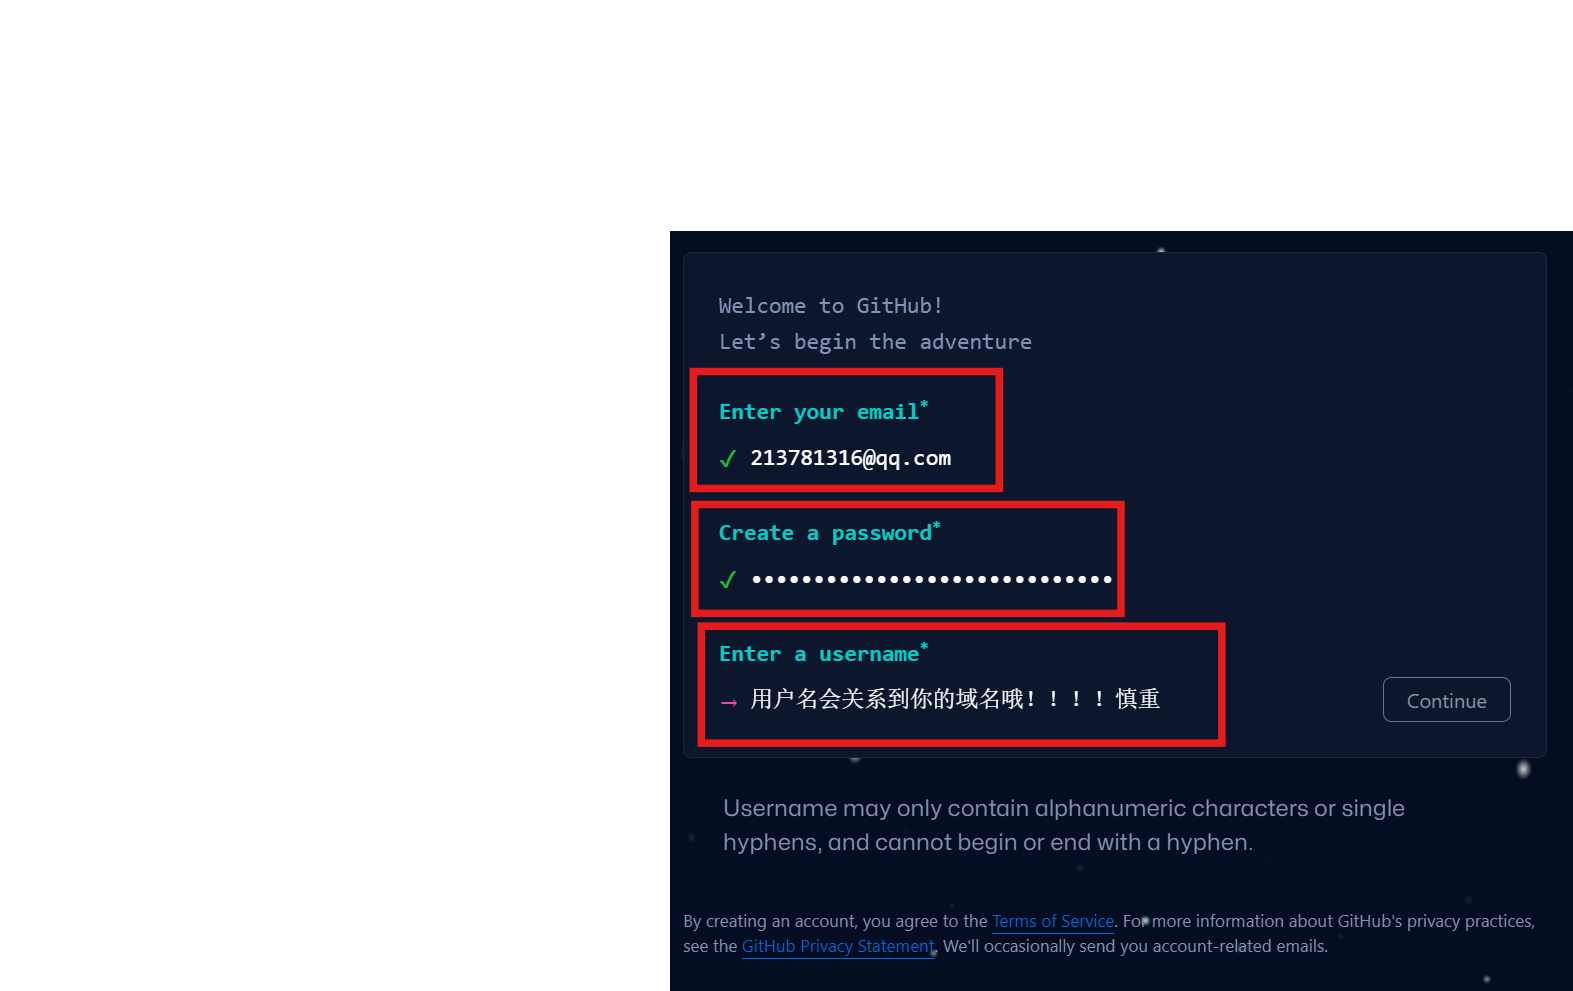 Welcome to GitHub!
Let’s begin the adventure
Enter your email*
✓ 213781316@qq.com
Create a password*
✓ •••••••••••••••••••••••••••••
Enter a username*
→ 用户名会关系到你的域名哦！！！！慎重
Continue
Username may only contain alphanumeric characters or single
hyphens, and cannot begin or end with a hyphen.
By creating an account, you agree to the Terms of Service. For more information about GitHub's privacy practices,
see the GitHub Privacy Statement. We'll occasionally send you account-related emails.